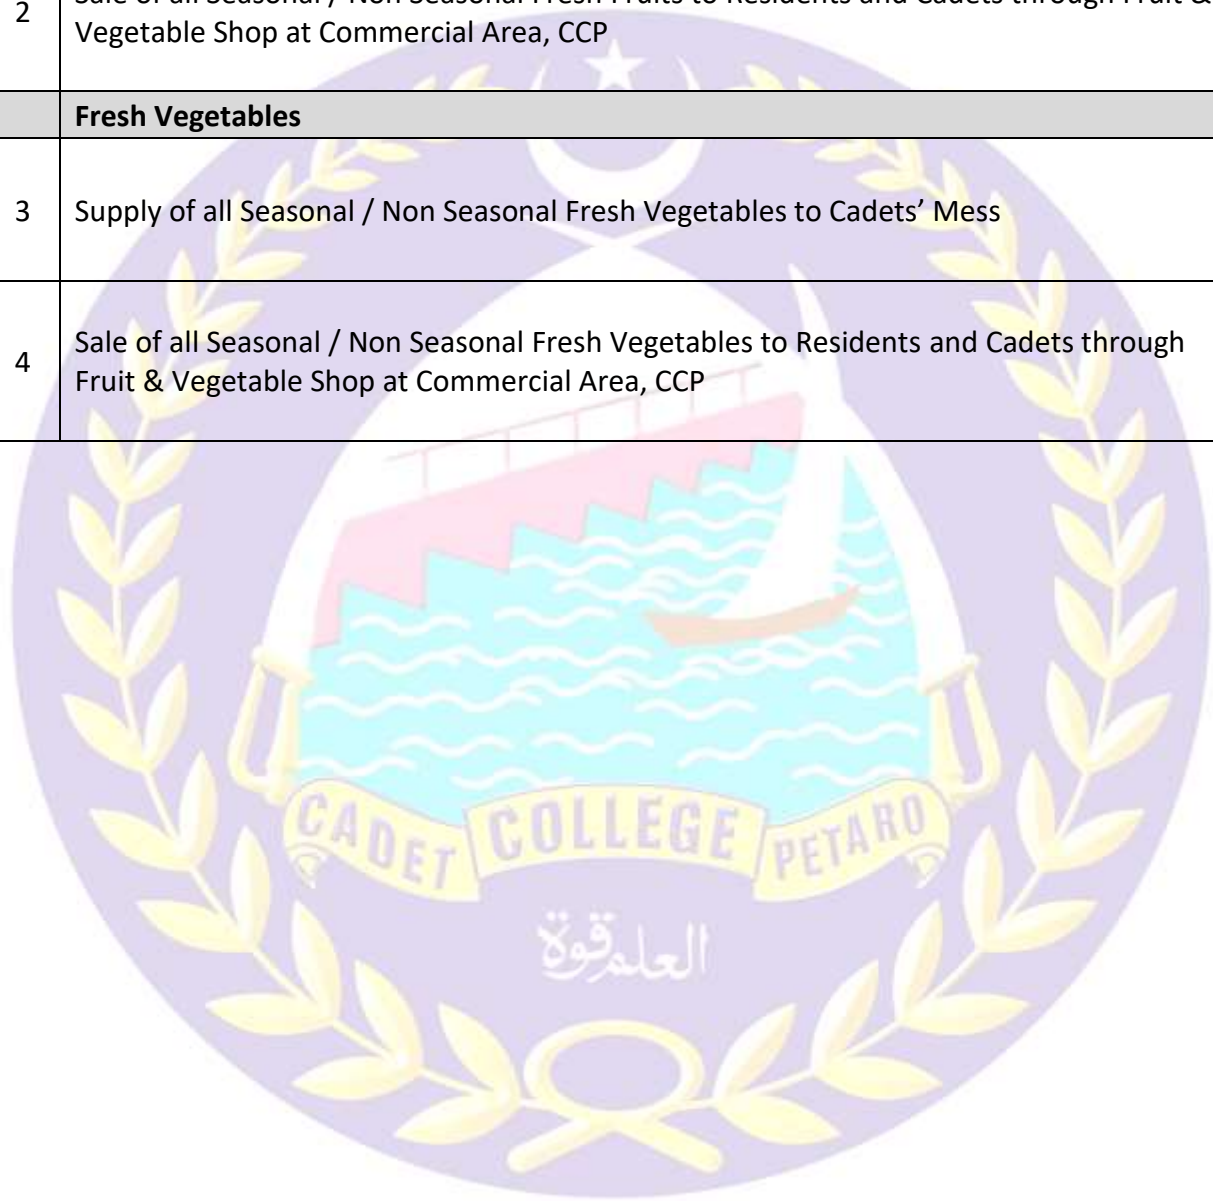 2 Sale of all Seasonal / Non Seasonal Fresh Fruits to Residents and Cadets through Fruit &
Vegetable Shop at Commercial Area, CCP
Fresh Vegetables
3 Supply of all Seasonal / Non Seasonal Fresh Vegetables to Cadets’ Mess
4 Sale of all Seasonal / Non Seasonal Fresh Vegetables to Residents and Cadets through
Fruit & Vegetable Shop at Commercial Area, CCP
CADET COLLEGE PETARO
العلم قوة